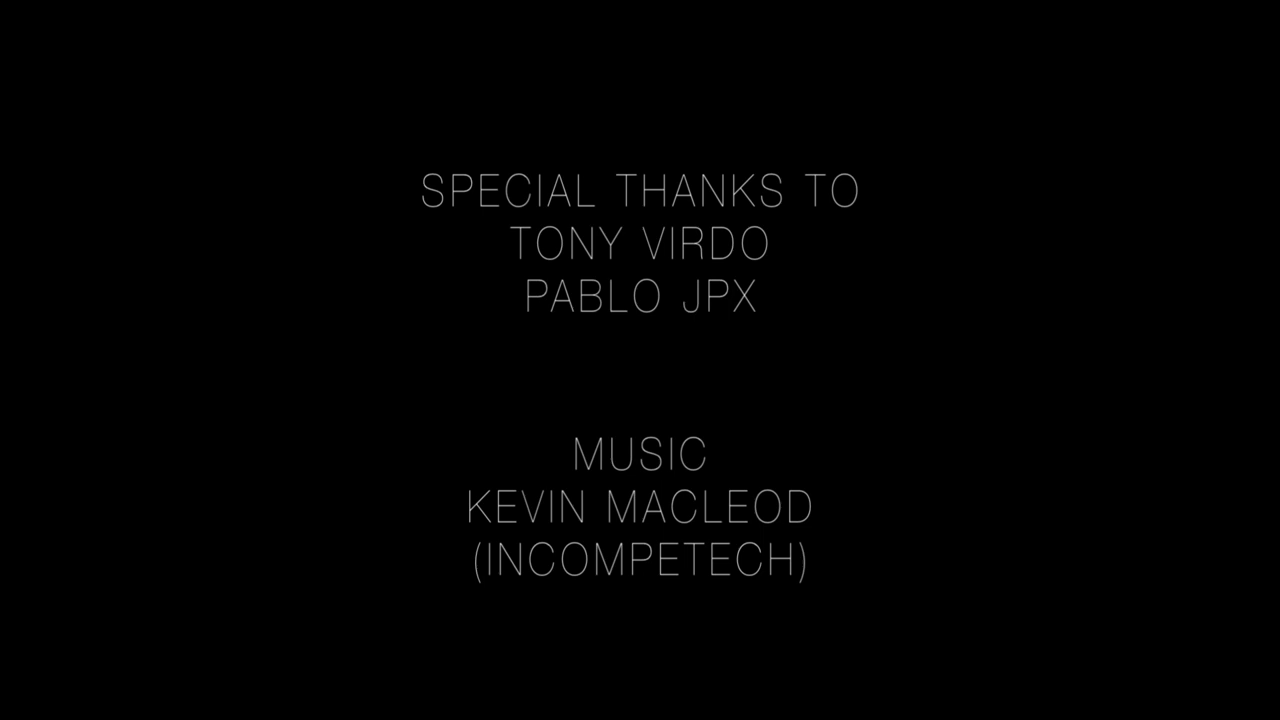 SPECIAL THANKS TO
TONY VIRDO
PABLO JPX
MUSIC
KEVIN MACLEOD
(INCOMPETECH)